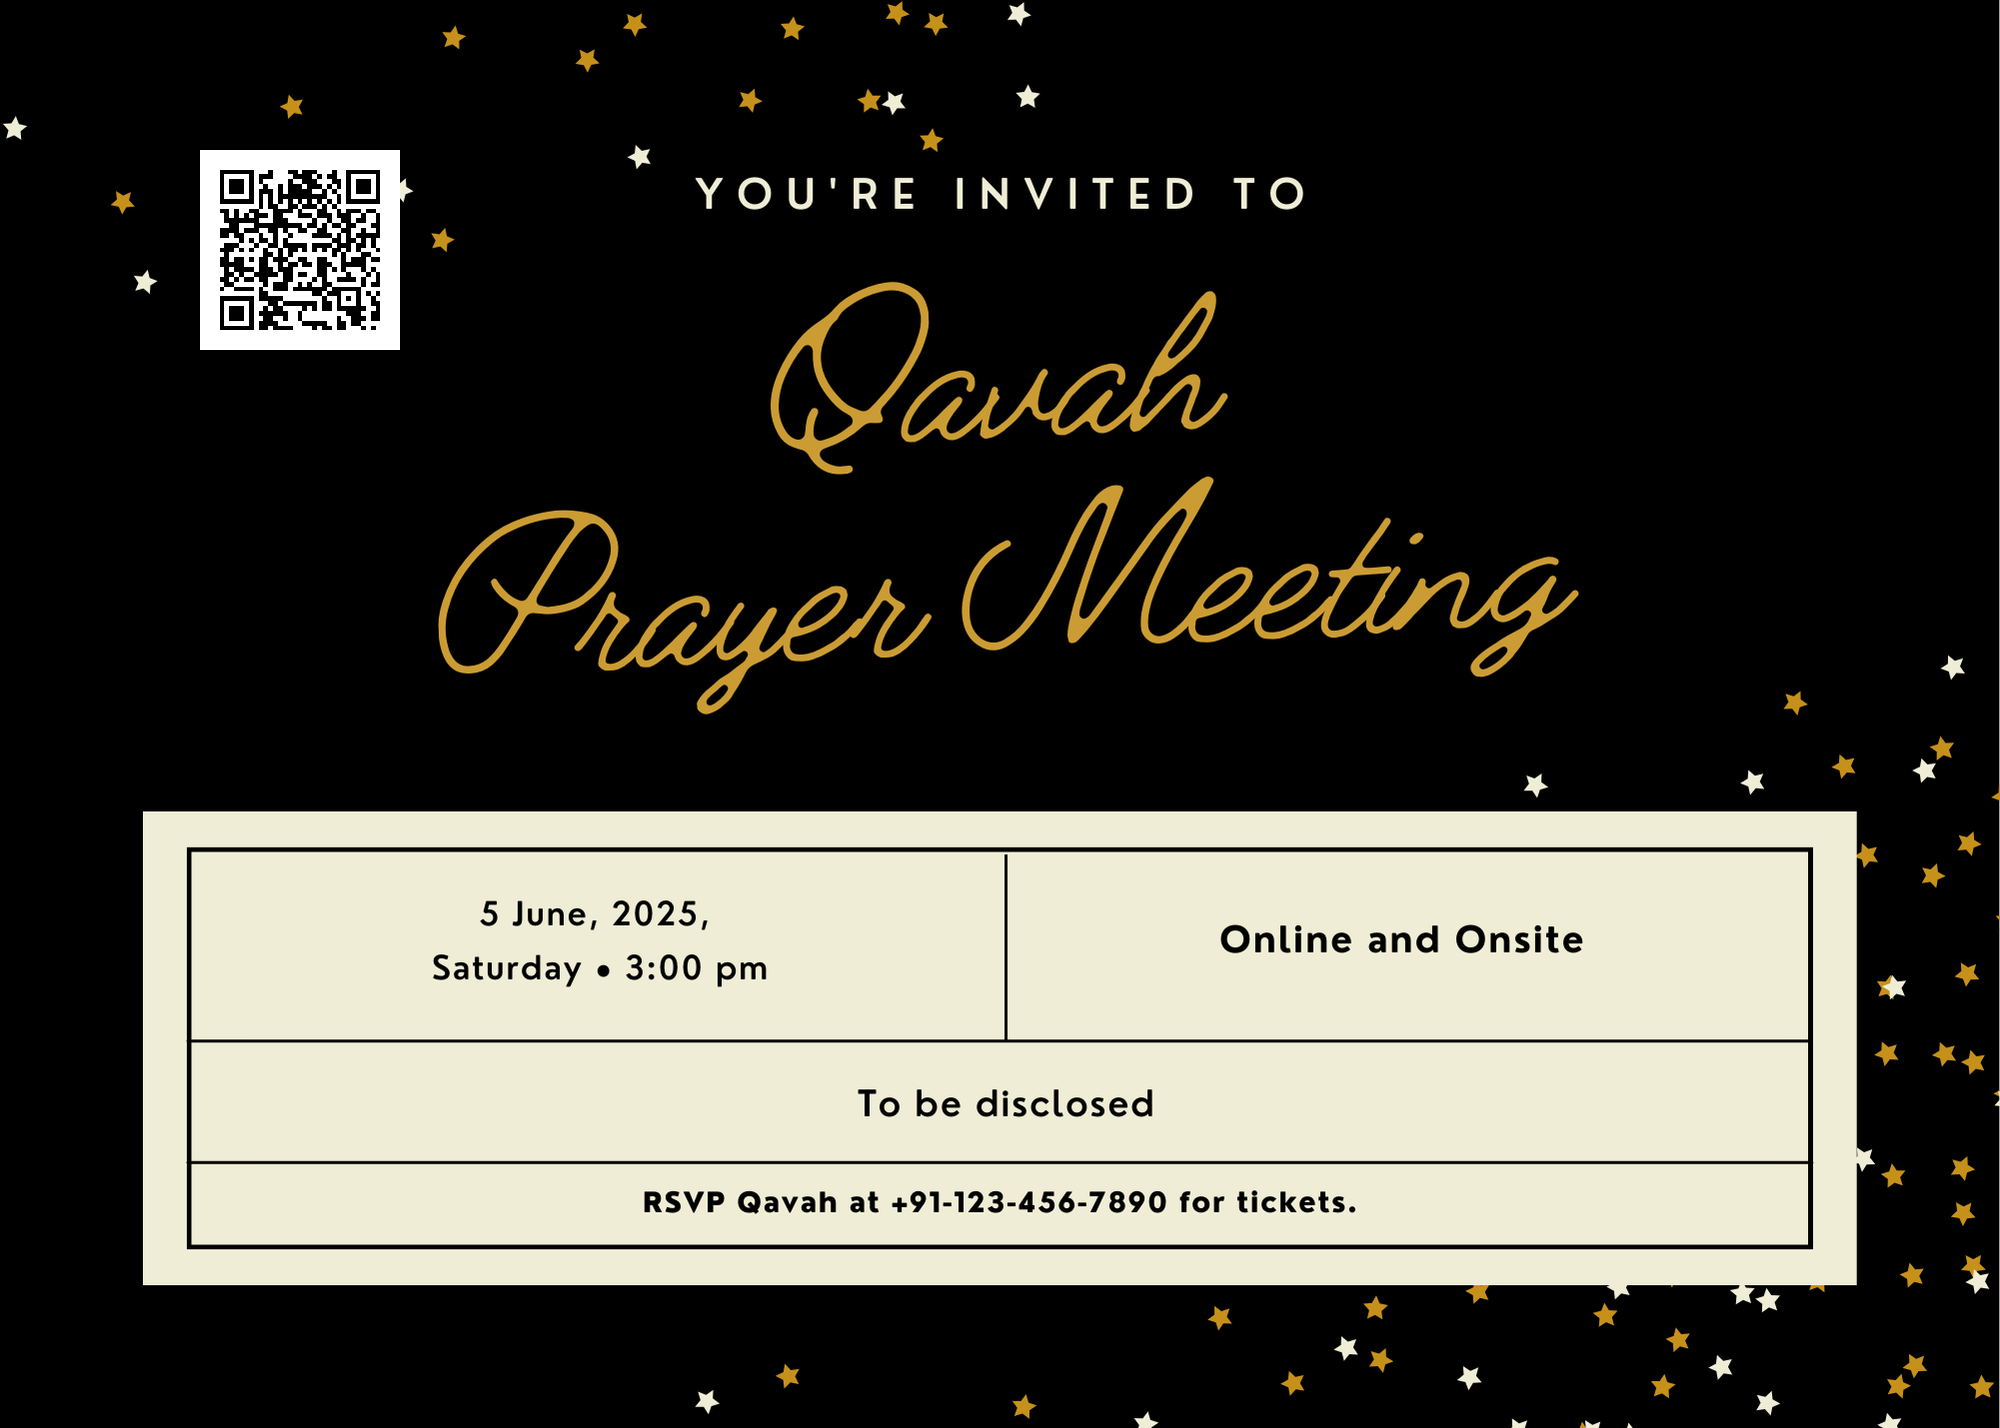 YOU'RE INVITED TO
Qavah
Prayer Meeting
5 June, 2025,
Saturday • 3:00 pm
Online and Onsite
To be disclosed
RSVP Qavah at +91-123-456-7890 for tickets.